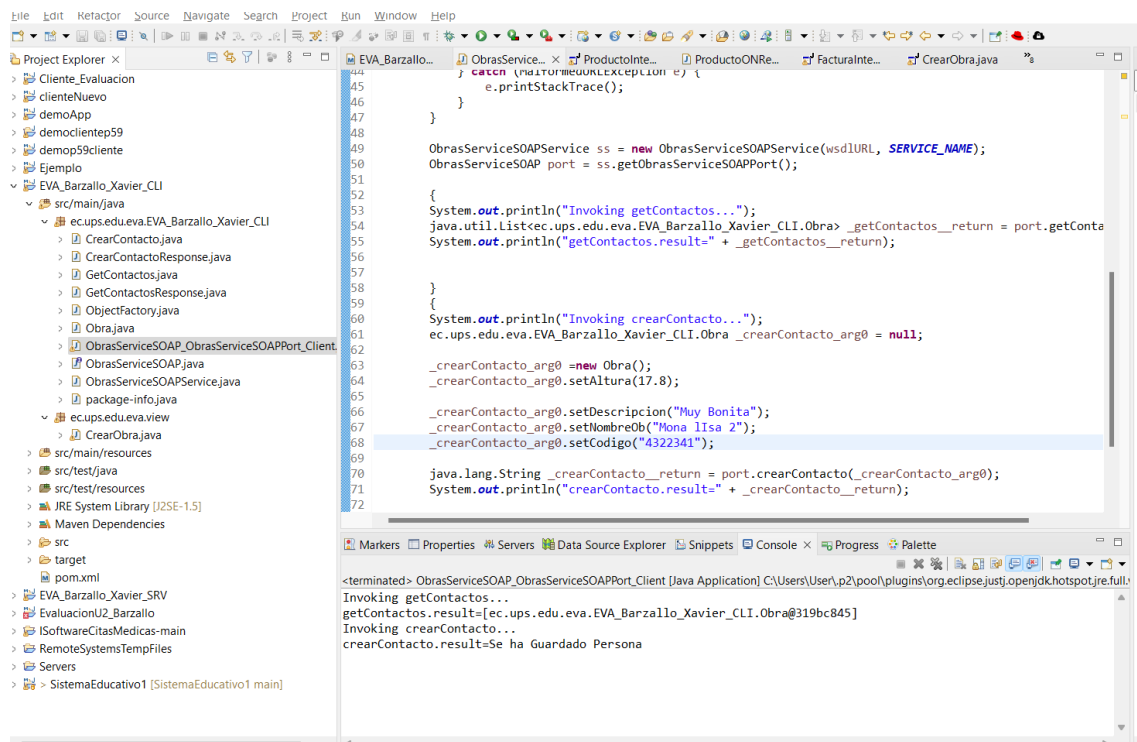 File Edit Refactor Source Navigate Search Project Run Window Help
Project Explorer
Cliente_Evaluacion
clienteNuevo
demoApp
democlientep59
demop59cliente
Ejemplo
EVA_Barzallo_Xavier_CLI
src/main/java
ec.ups.edu.eva.EVA_Barzallo_Xavier_CLI
CrearContacto.java
CrearContactoResponse.java
GetContactos.java
GetContactosResponse.java
ObjectFactory.java
Obra.java
ObrasServiceSOAP_ObrasServiceSOAPPort_Client.
ObrasServiceSOAP.java
ObrasServiceSOAPService.java
package-info.java
ec.ups.edu.eva.view
CrearObra.java
src/main/resources
src/test/java
src/test/resources
JRE System Library [J2SE-1.5]
Maven Dependencies
src
target
pom.xml
EVA_Barzallo_Xavier_SRV
EvaluacionU2_Barzallo
ISoftwareCitasMedicas-main
RemoteSystemsTempFiles
Servers
> SistemaEducativo1 [SistemaEducativo1 main]
EVA_Barzallo... ObrasService... ProductoInte... ProductoONRe... FacturaInte... CrearObra.java »8
44 } catch (MalformedURLException e) {
45 e.printStackTrace();
46 }
47 }
48
49 ObrasServiceSOAPService ss = new ObrasServiceSOAPService(wsdlURL, SERVICE_NAME);
50 ObrasServiceSOAP port = ss.getObrasServiceSOAPPort();
51
52 {
53 System.out.println("Invoking getContactos...");
54 java.util.List<ec.ups.edu.eva.EVA_Barzallo_Xavier_CLI.Obra> _getContactos__return = port.getConta
55 System.out.println("getContactos.result=" + _getContactos__return);
56
57
58 }
59 {
60 System.out.println("Invoking crearContacto...");
61 ec.ups.edu.eva.EVA_Barzallo_Xavier_CLI.Obra _crearContacto_arg0 = null;
62
63 _crearContacto_arg0 =new Obra();
64 _crearContacto_arg0.setAltura(17.8);
65
66 _crearContacto_arg0.setDescripcion("Muy Bonita");
67 _crearContacto_arg0.setNombreOb("Mona lIsa 2");
68 _crearContacto_arg0.setCodigo("4322341");
69
70 java.lang.String _crearContacto__return = port.crearContacto(_crearContacto_arg0);
71 System.out.println("crearContacto.result=" + _crearContacto__return);
72
Markers Properties Servers Data Source Explorer Snippets Console Progress Palette
<terminated> ObrasServiceSOAP_ObrasServiceSOAPPort_Client [Java Application] C:\Users\User\.p2\pool\plugins\org.eclipse.justj.openjdk.hotspot.jre.full.
Invoking getContactos...
getContactos.result=[ec.ups.edu.eva.EVA_Barzallo_Xavier_CLI.Obra@319bc845]
Invoking crearContacto...
crearContacto.result=Se ha Guardado Persona